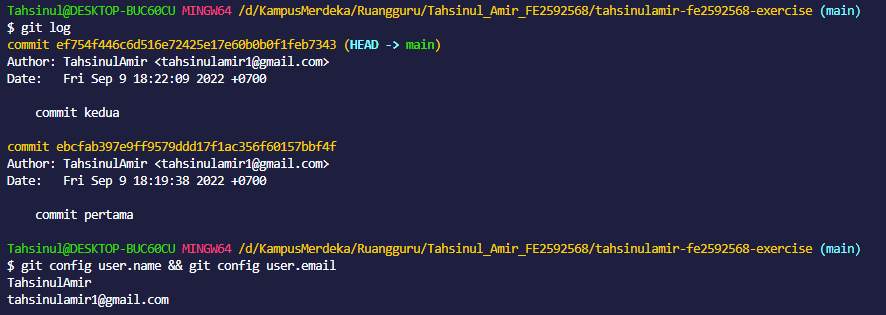 Tahsinul@DESKTOP-BUC60CU MINGW64 /d/KampusMerdeka/Ruangguru/Tahsinul_Amir_FE2592568/tahsinulamir-fe2592568-exercise (main)
$ git log
commit ef754f446c6d516e72425e17e60b0b0f1feb7343 (HEAD -> main)
Author: TahsinulAmir <tahsinulamir1@gmail.com>
Date:   Fri Sep 9 18:22:09 2022 +0700
    commit kedua
commit ebcfab397e9ff9579ddd17f1ac356f60157bbf4f
Author: TahsinulAmir <tahsinulamir1@gmail.com>
Date:   Fri Sep 9 18:19:38 2022 +0700
    commit pertama
Tahsinul@DESKTOP-BUC60CU MINGW64 /d/KampusMerdeka/Ruangguru/Tahsinul_Amir_FE2592568/tahsinulamir-fe2592568-exercise (main)
$ git config user.name && git config user.email
TahsinulAmir
tahsinulamir1@gmail.com